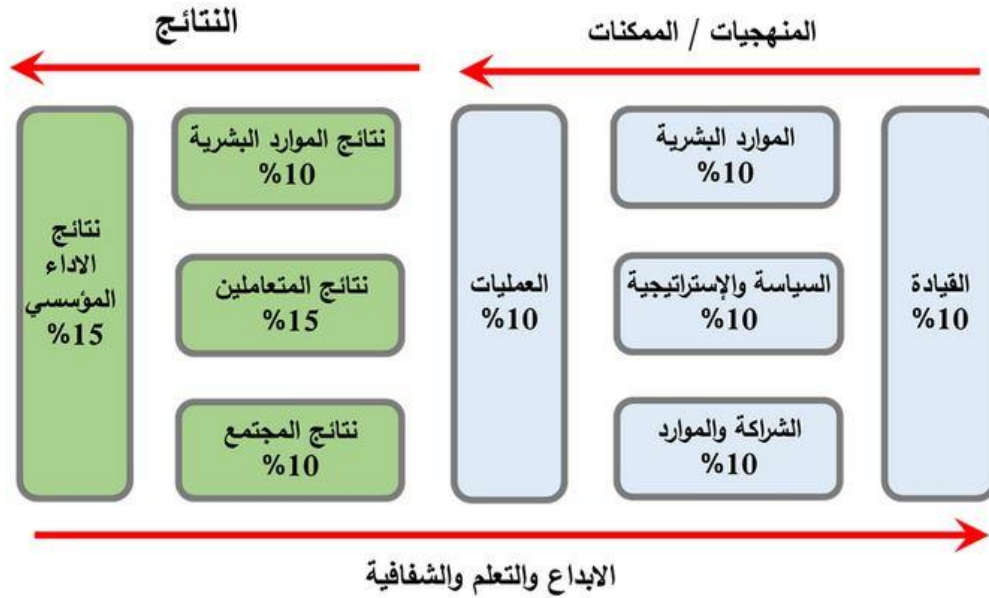 المنهجيات / الممكنات
النتائج
القيادة
%10
الموارد البشرية
%10
السياسة والإستراتيجية
%10
الشراكة والموارد
%10
العمليات
%10
نتائج الموارد البشرية
%10
نتائج المتعاملين
%15
نتائج المجتمع
%10
نتائج
الاداء
المؤسسي
%15
الابداع والتعلم والشفافية